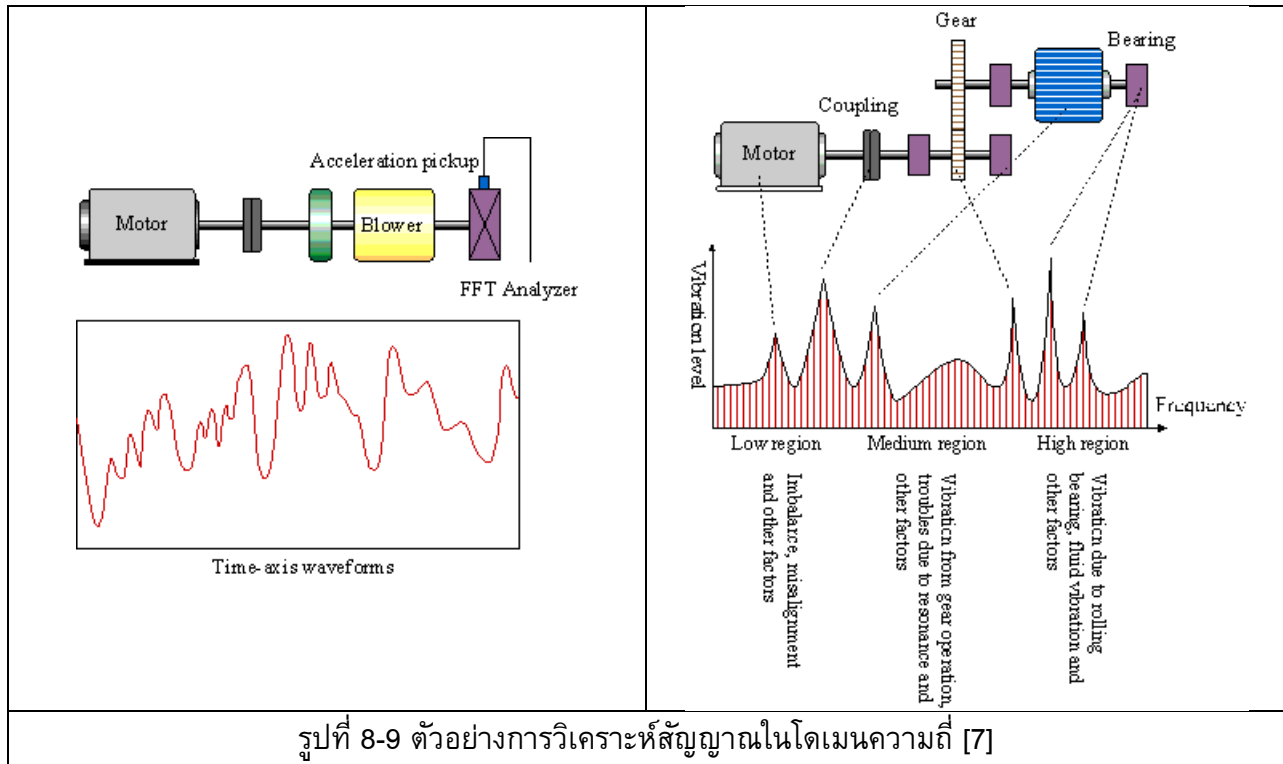 Acceleration pickup
Motor
Blower
FFT Analyzer
Time-axis waveforms
Gear
Bearing
Coupling
Motor
Vibration level
Frequency
Low region
Medium region
High region
Imbalance, misalignment
and other factors
Vibration from gear operation,
troubles due to resonance and
other factors
Vibration due to rolling
bearing, fluid vibration and
other factors
รูปที่ 8-9 ตัวอย่างการวิเคราะห์สัญญาณในโดเมนความถี่ [7]